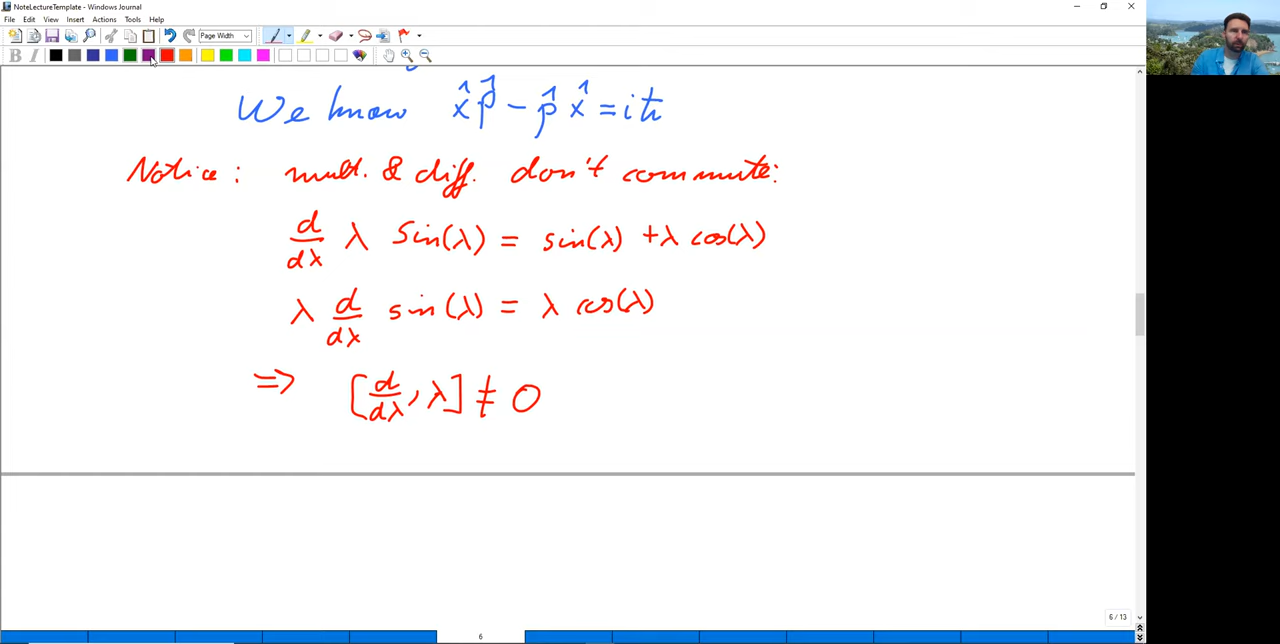 NoteLectureTemplate - Windows Journal
File Edit View Insert Actions Tools Help
Page Width
B I
We know x̂p̂ - p̂x̂ = iħ
Notice: mult. & diff. don't commute:
d/dλ λ Sin(λ) = sin(λ) + λ cos(λ)
λ d/dλ sin(λ) = λ cos(λ)
=> [d/dλ, λ] ≠ 0
6 / 13
6